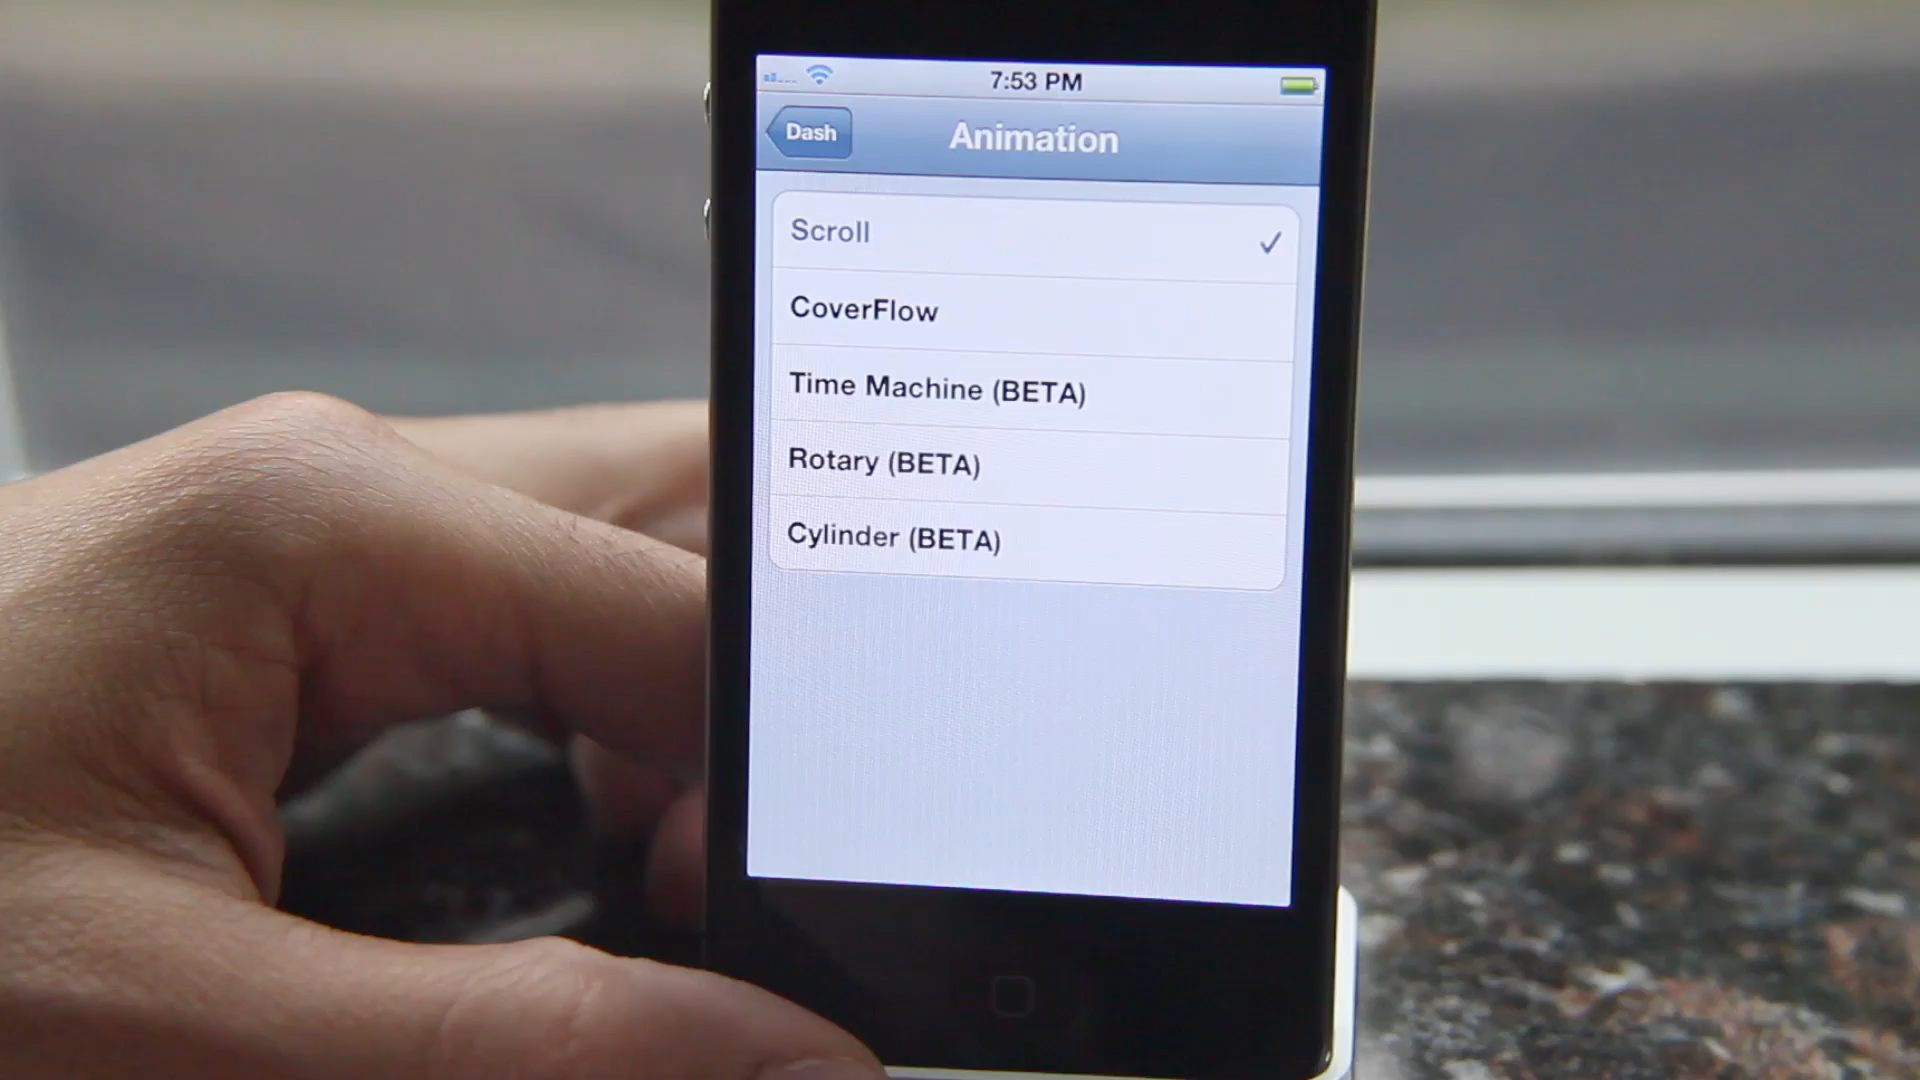 7:53 PM
Dash
Animation
Scroll
CoverFlow
Time Machine (BETA)
Rotary (BETA)
Cylinder (BETA)